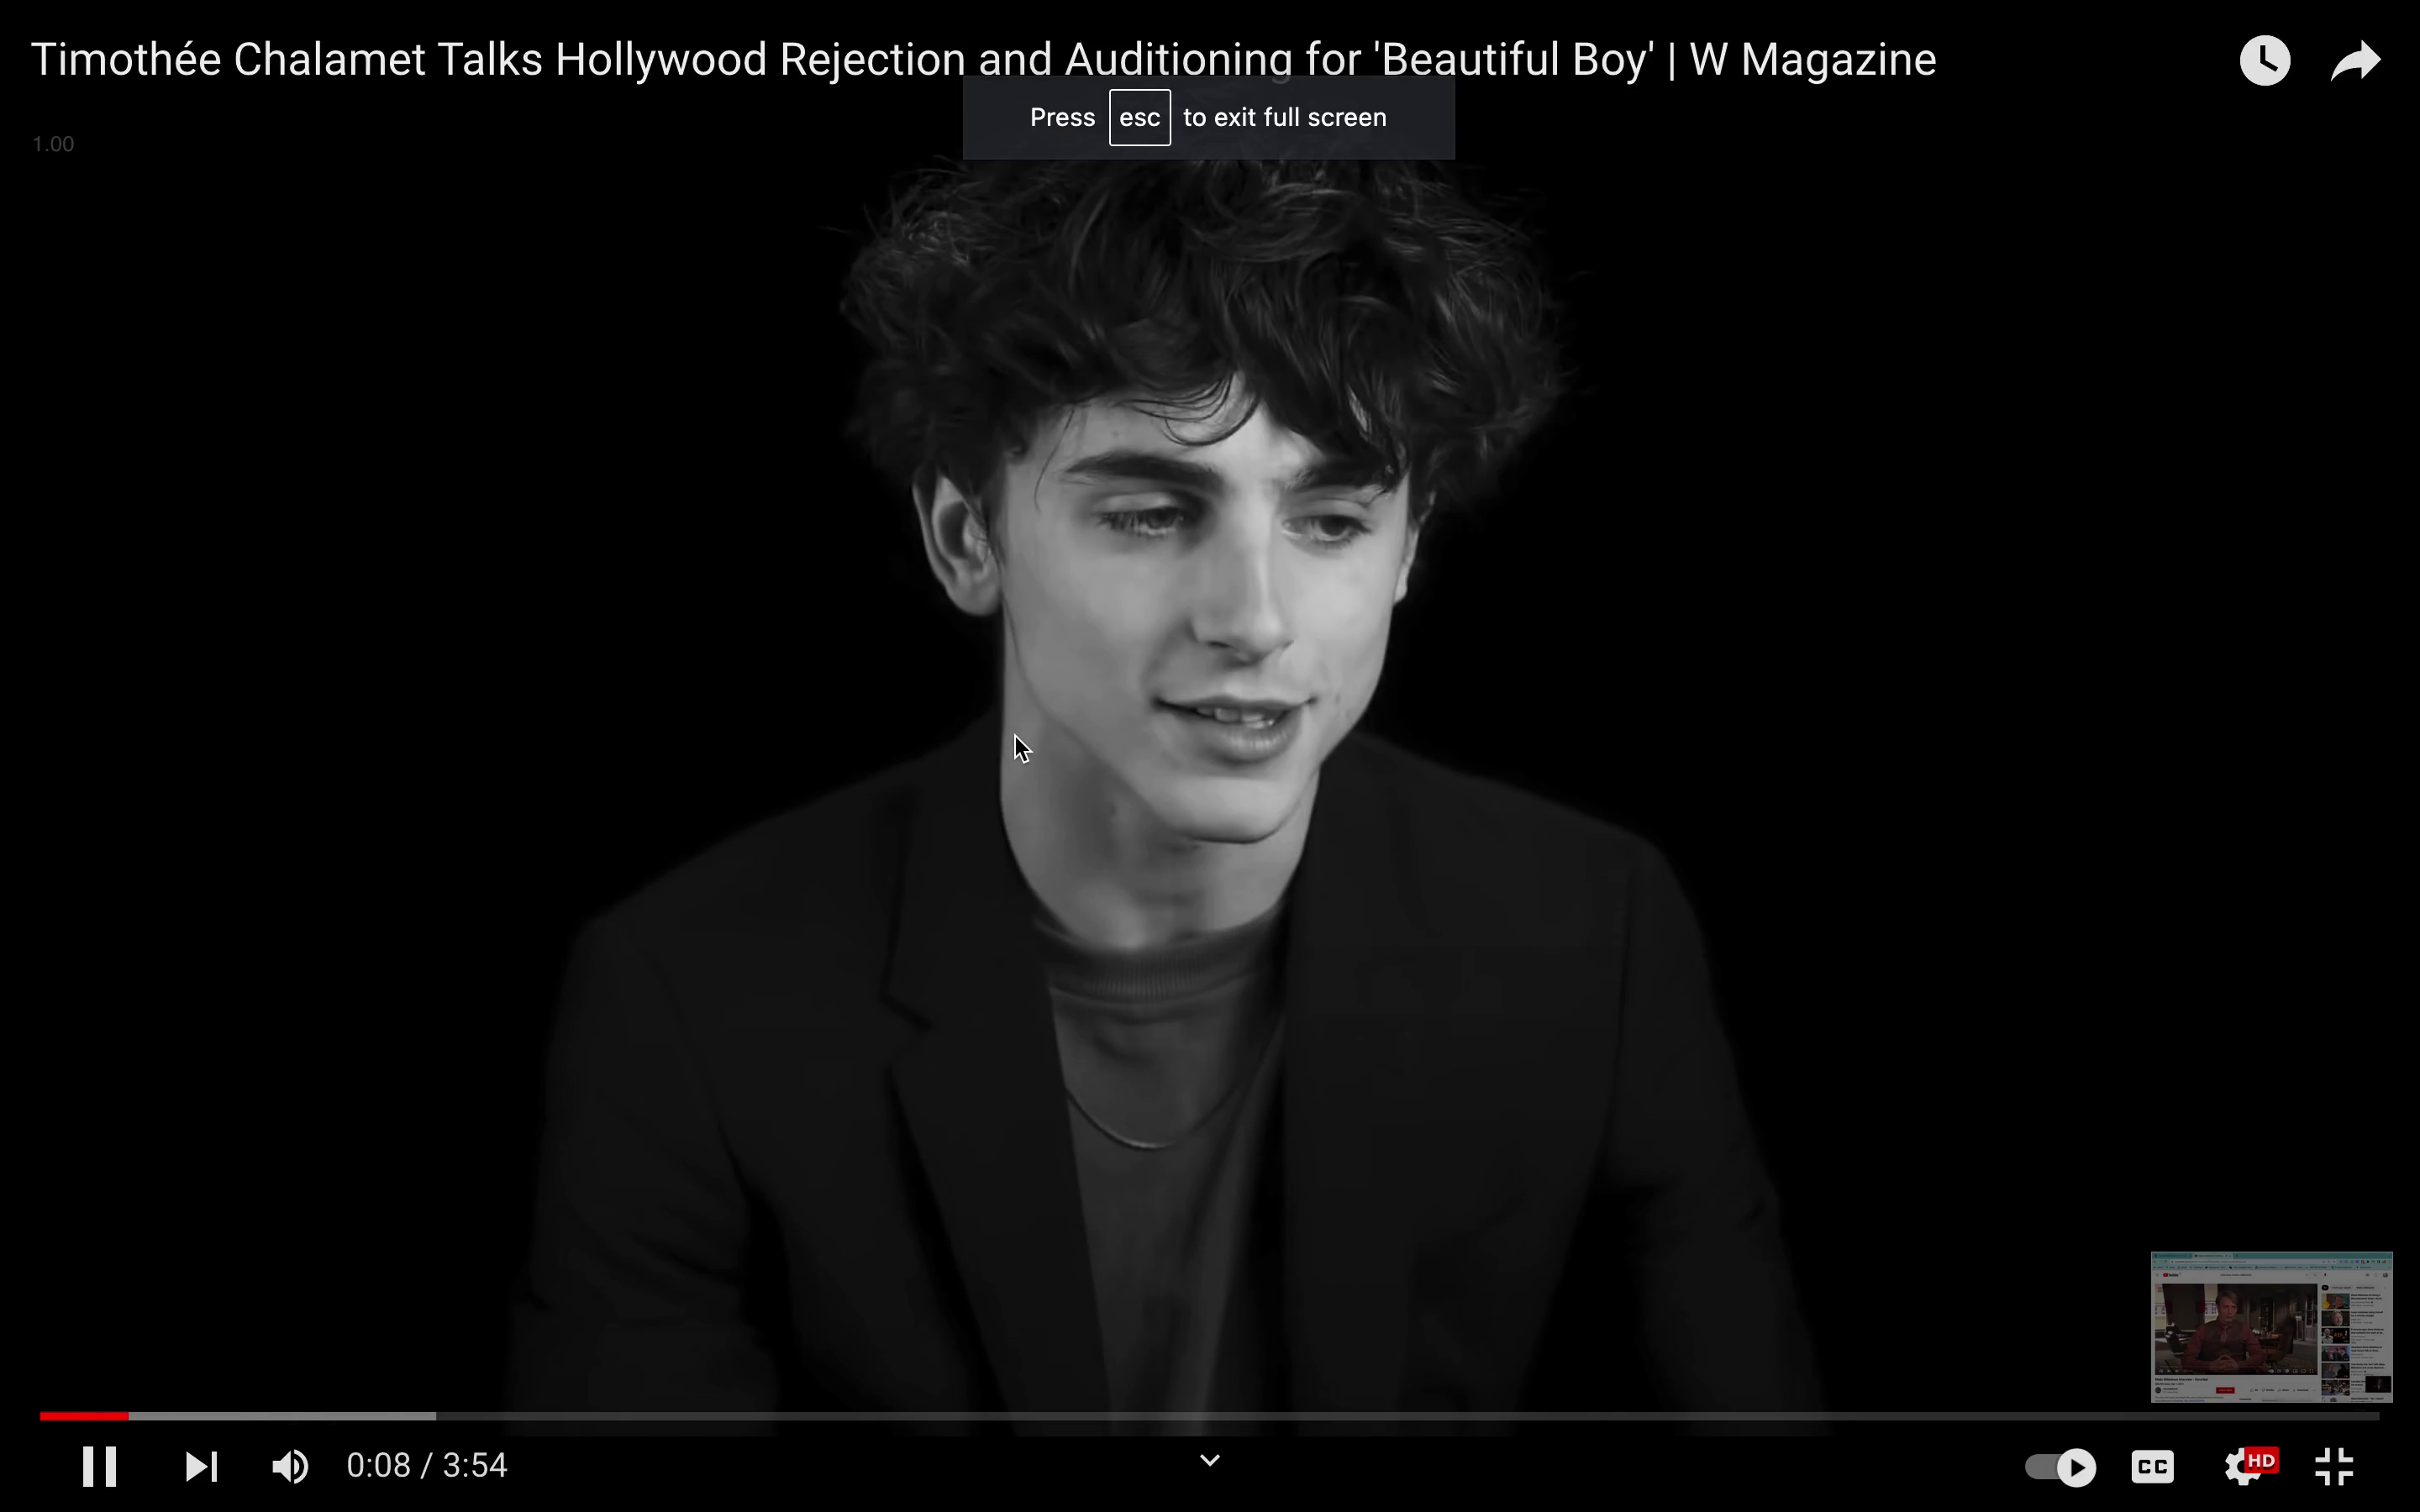 Timothée Chalamet Talks Hollywood Rejection and Auditioning for 'Beautiful Boy' | W Magazine
Press esc to exit full screen
1.00
0:08 / 3:54
CC
HD